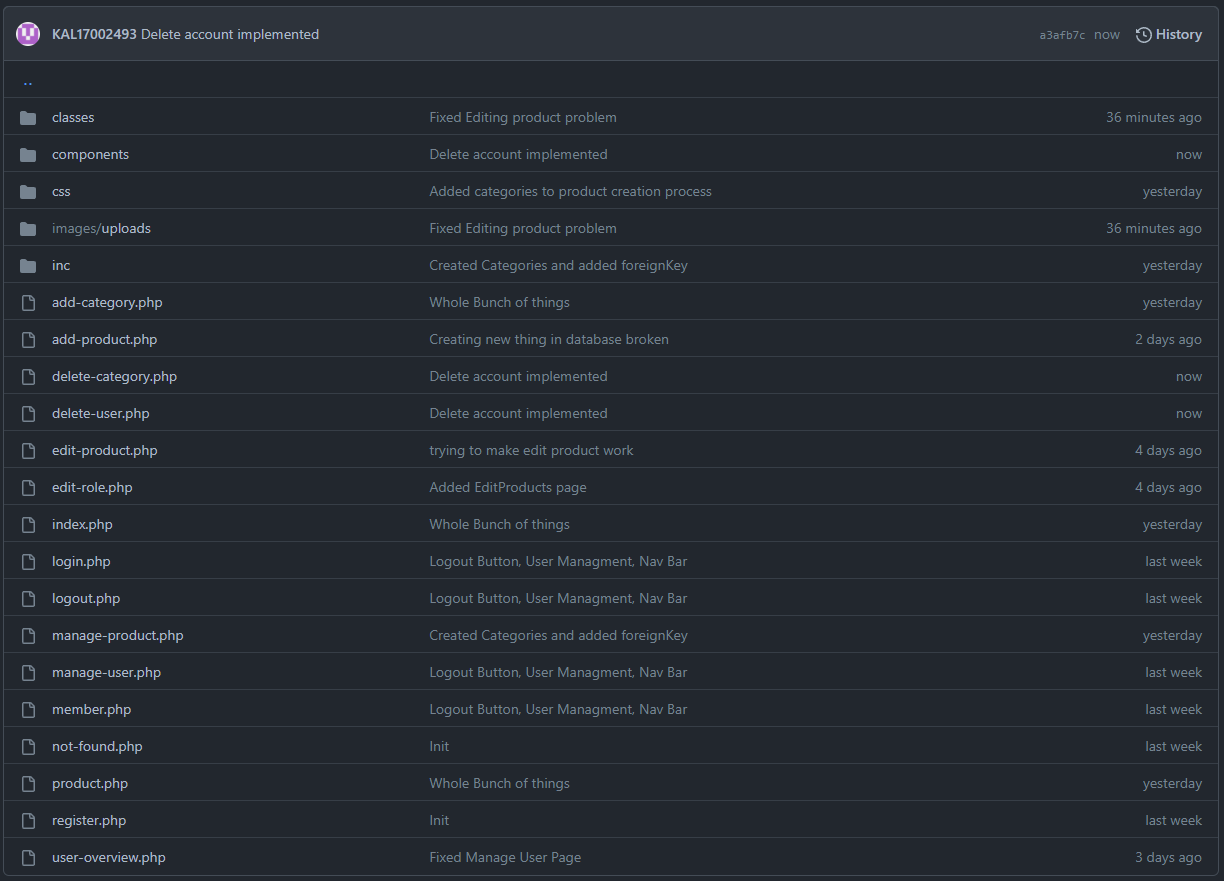 KAL17002493 Delete account implemented a3afb7c now History
..
classes Fixed Editing product problem 36 minutes ago
components Delete account implemented now
css Added categories to product creation process yesterday
images/uploads Fixed Editing product problem 36 minutes ago
inc Created Categories and added foreignKey yesterday
add-category.php Whole Bunch of things yesterday
add-product.php Creating new thing in database broken 2 days ago
delete-category.php Delete account implemented now
delete-user.php Delete account implemented now
edit-product.php trying to make edit product work 4 days ago
edit-role.php Added EditProducts page 4 days ago
index.php Whole Bunch of things yesterday
login.php Logout Button, User Managment, Nav Bar last week
logout.php Logout Button, User Managment, Nav Bar last week
manage-product.php Created Categories and added foreignKey yesterday
manage-user.php Logout Button, User Managment, Nav Bar last week
member.php Logout Button, User Managment, Nav Bar last week
not-found.php Init last week
product.php Whole Bunch of things yesterday
register.php Init last week
user-overview.php Fixed Manage User Page 3 days ago